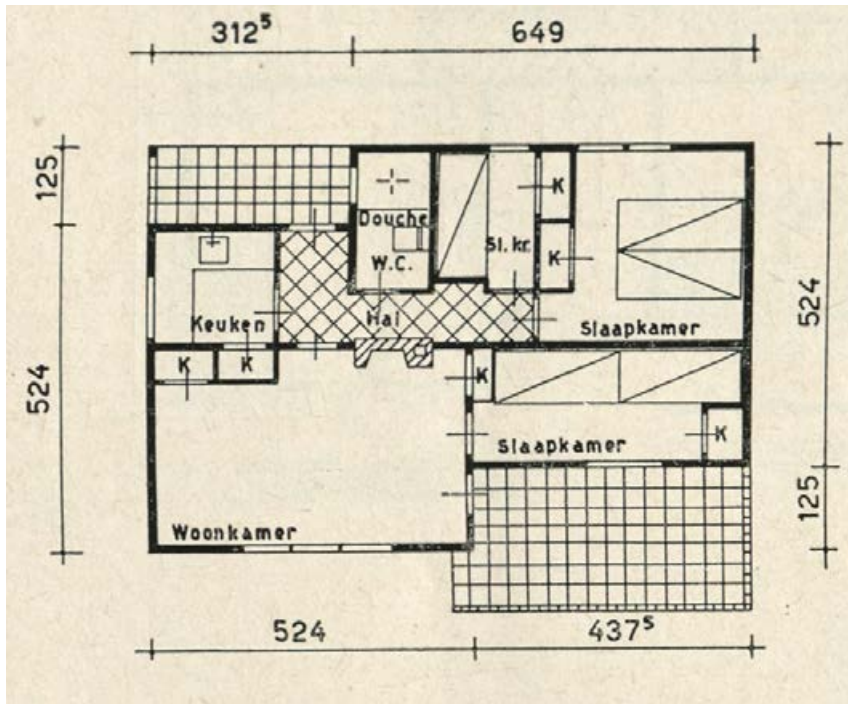 312⁵ 649
125
524
524
125
K
Douche
Sl. kr.
K
W.C.
Keuken
Hal
Slaapkamer
K K
K
Slaapkamer
K
Woonkamer
524 437⁵